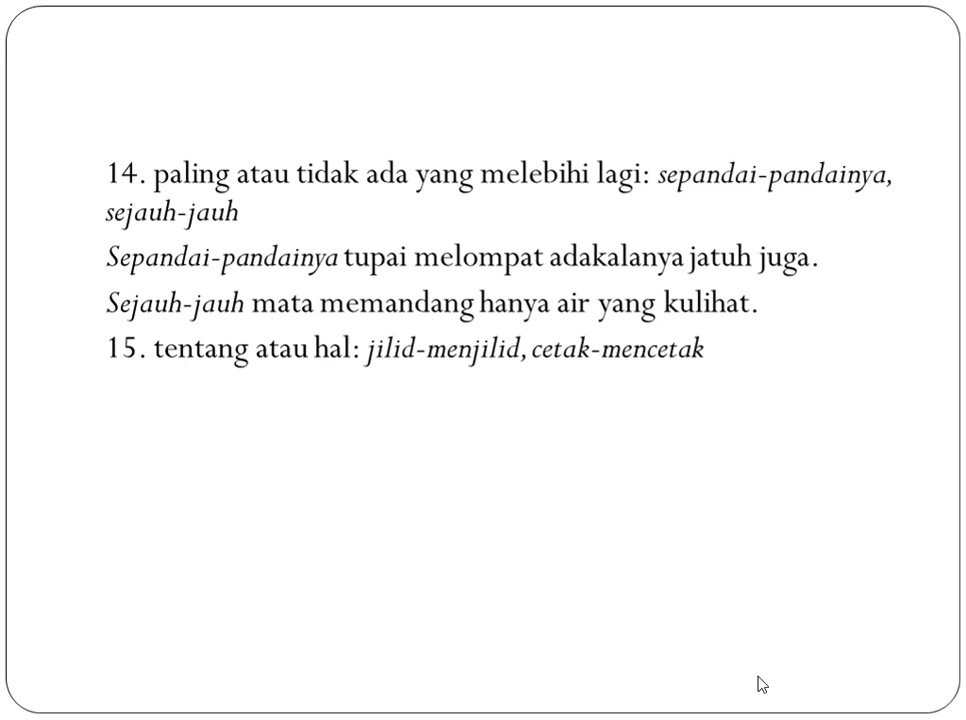 14. paling atau tidak ada yang melebihi lagi: sepandai-pandainya,
sejauh-jauh
Sepandai-pandainya tupai melompat adakalanya jatuh juga.
Sejauh-jauh mata memandang hanya air yang kulihat.
15. tentang atau hal: jilid-menjilid, cetak-mencetak